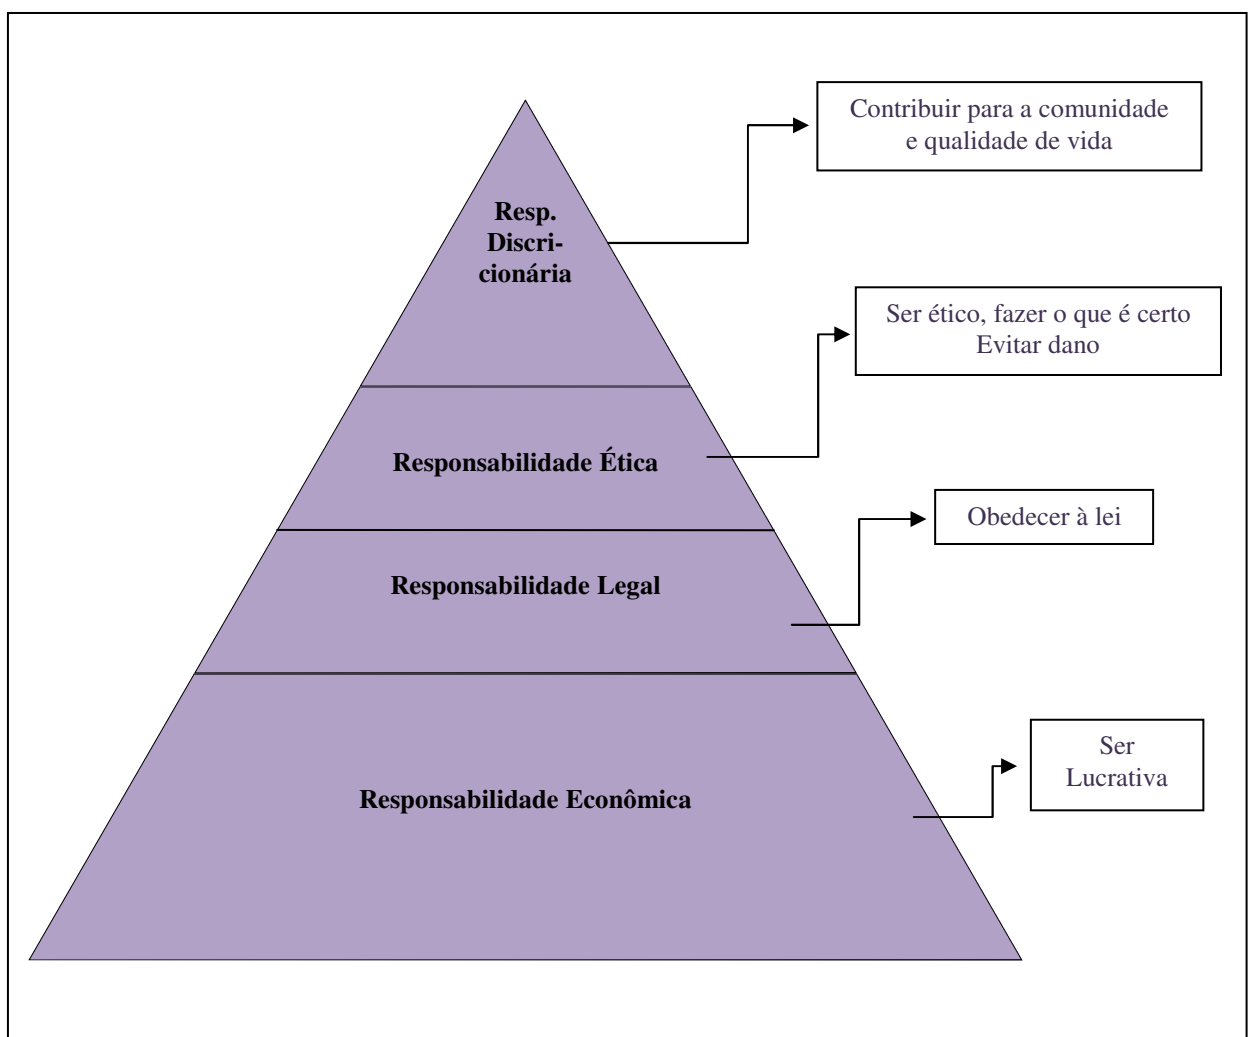 Contribuir para a comunidade
e qualidade de vida
Resp.
Discri-
cionária
Ser ético, fazer o que é certo
Evitar dano
Responsabilidade Ética
Obedecer à lei
Responsabilidade Legal
Ser
Lucrativa
Responsabilidade Econômica